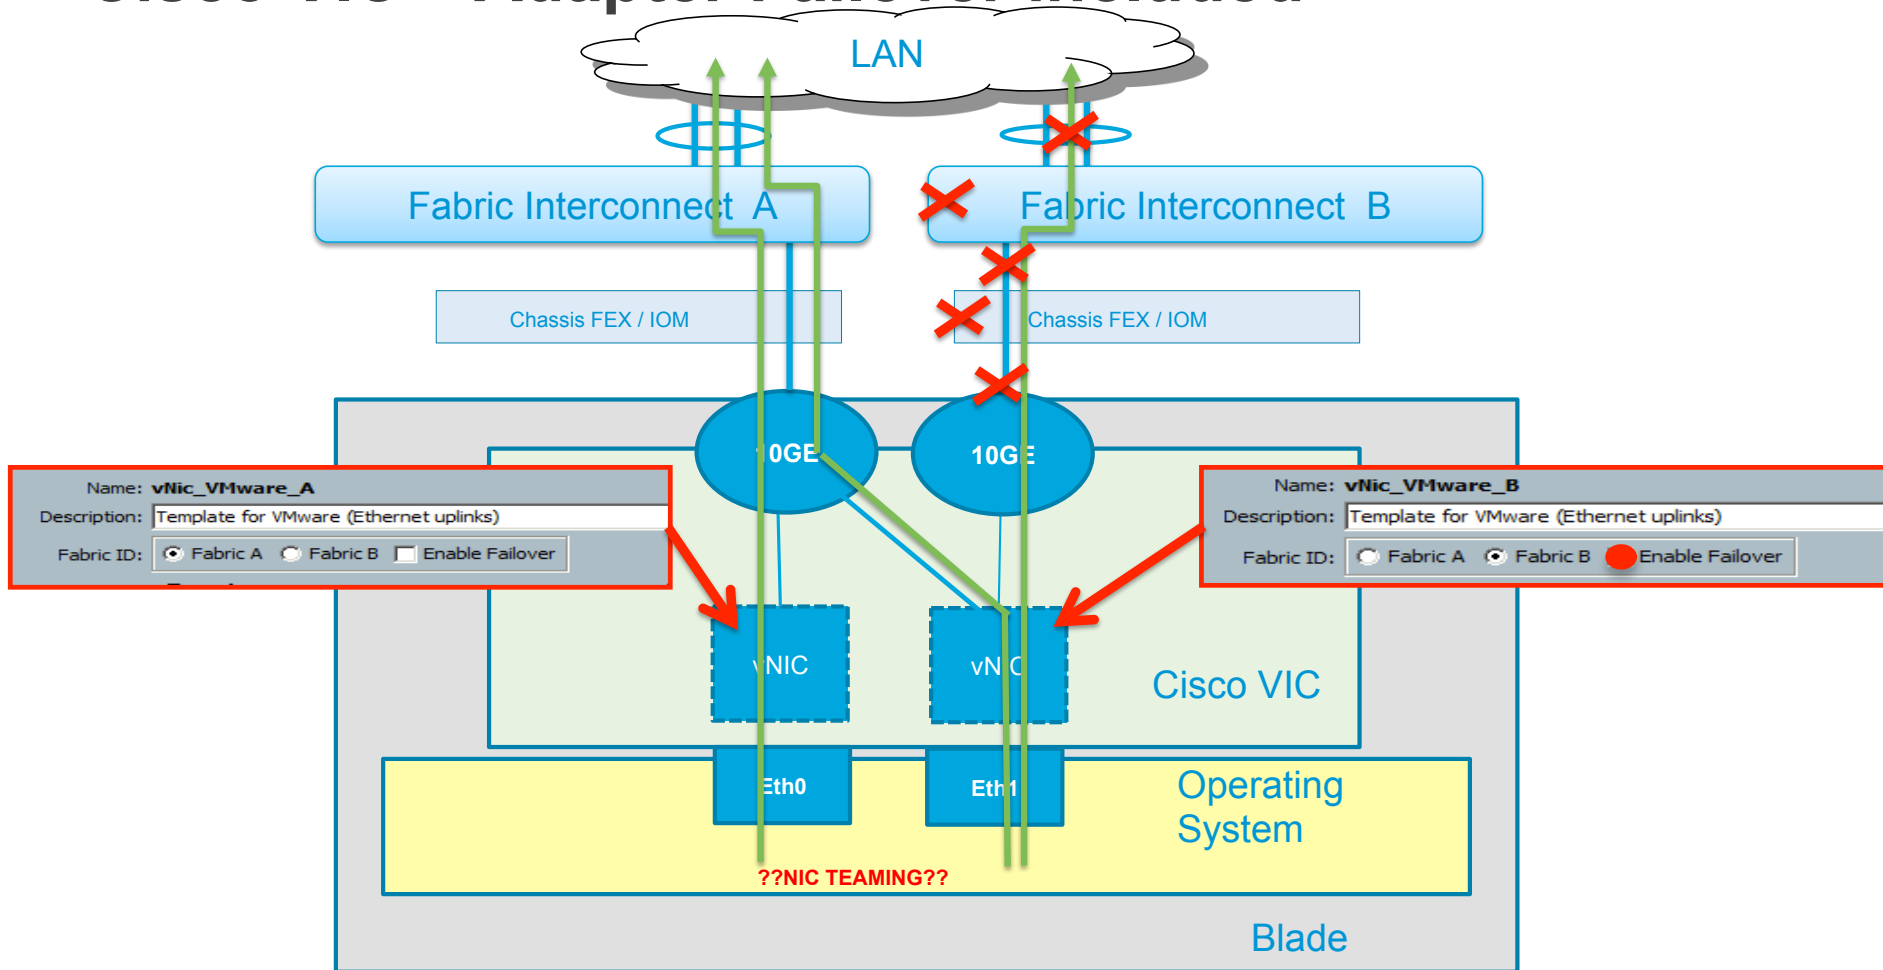 LAN
Fabric Interconnect A
Fabric Interconnect B
Chassis FEX / IOM
Chassis FEX / IOM
10GE
10GE
Name: vNic_VMware_A
Description: Template for VMware (Ethernet uplinks)
Fabric ID: Fabric A Fabric B Enable Failover
Name: vNic_VMware_B
Description: Template for VMware (Ethernet uplinks)
Fabric ID: Fabric A Fabric B Enable Failover
vNIC
vNIC
Cisco VIC
Eth0
Eth1
Operating
System
??NIC TEAMING??
Blade